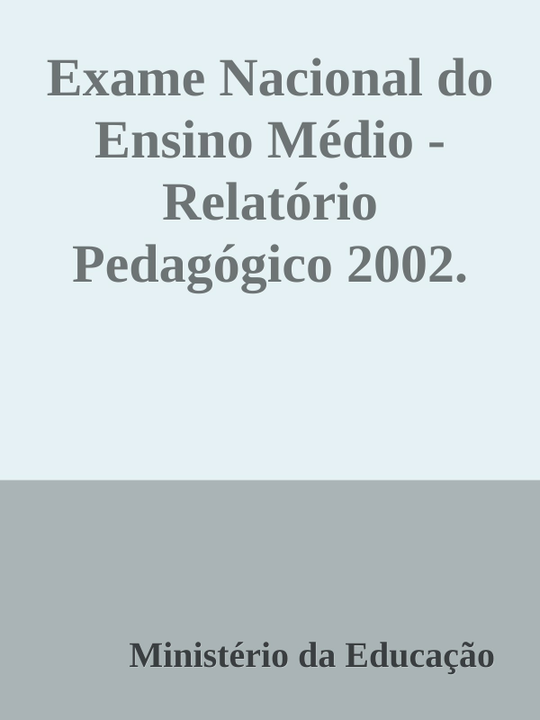 Exame Nacional do
Ensino Médio -
Relatório
Pedagógico 2002.
Ministério da Educação